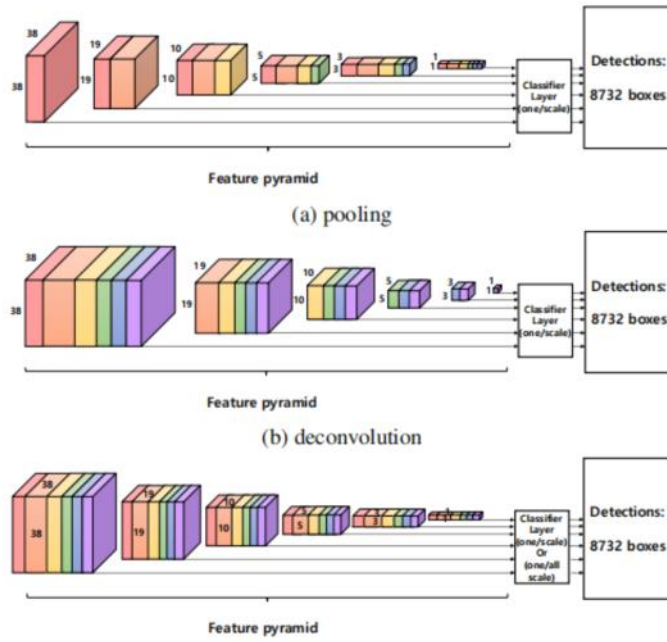 38
38
19
19
10
10
5
5
3
3
1
1
Classifier
Layer
(one/scale)
Detections:
8732 boxes
Feature pyramid
(a) pooling
38
38
19
19
10
10
5
5
3
3
1
1
Classifier
Layer
(one/scale)
Detections:
8732 boxes
Feature pyramid
(b) deconvolution
38
38
19
19
10
10
5
3
Classifier
Layer
(one/scale)
Or
(one/all
scale)
Detections:
8732 boxes
Feature pyramid